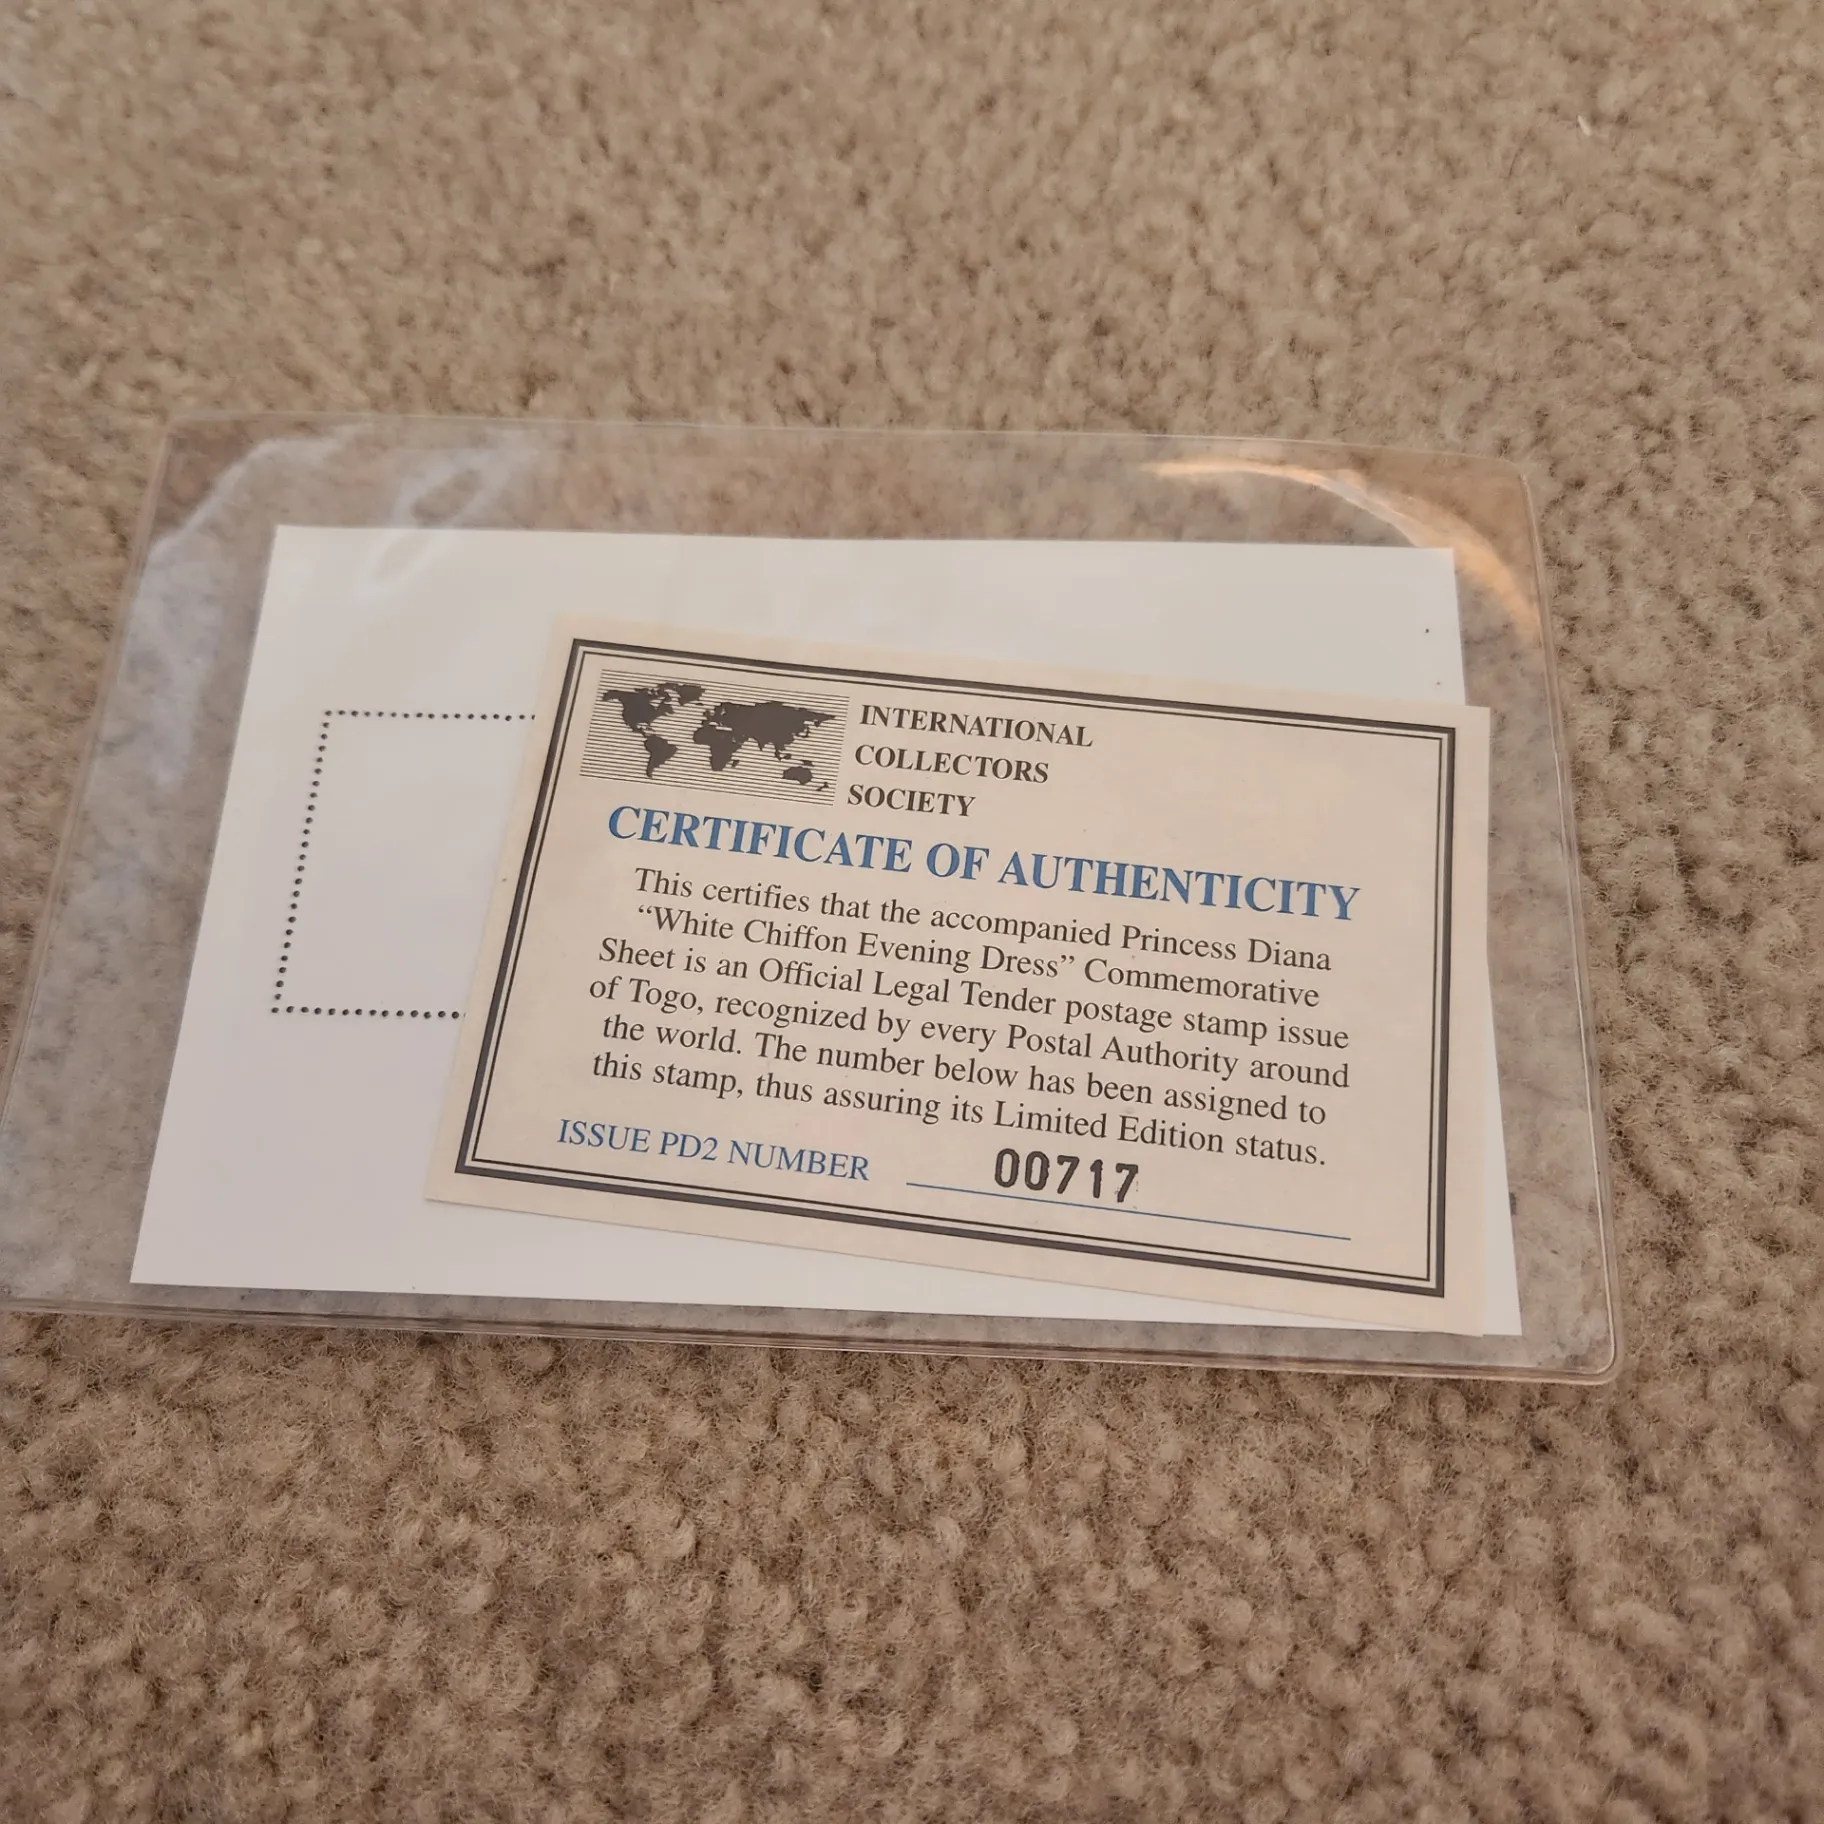 INTERNATIONAL
COLLECTORS
SOCIETY
CERTIFICATE OF AUTHENTICITY
This certifies that the accompanied Princess Diana
“White Chiffon Evening Dress” Commemorative
Sheet is an Official Legal Tender postage stamp issue
of Togo, recognized by every Postal Authority around
the world. The number below has been assigned to
this stamp, thus assuring its Limited Edition status.
ISSUE PD2 NUMBER 00717